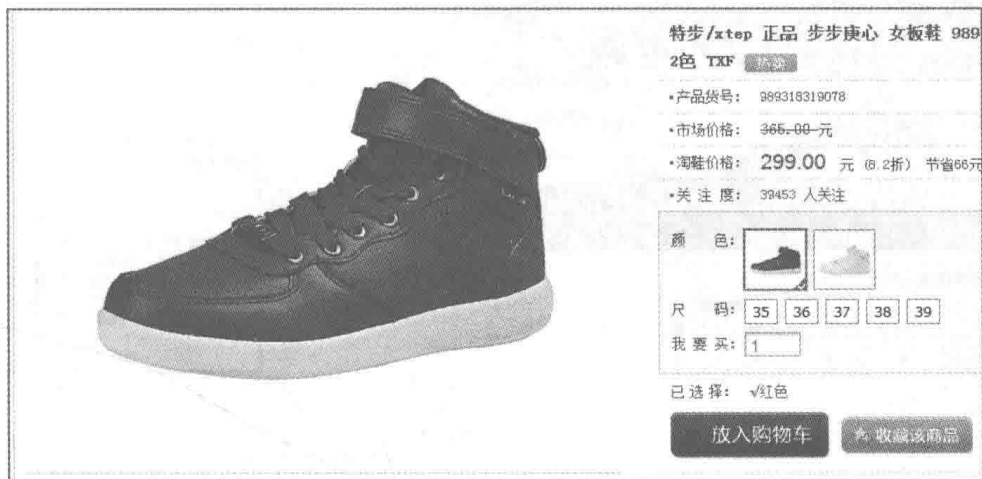 特步/xtep 正品 步步庚心 女板鞋 989
2色 TXF 热卖
·产品货号: 989318319078
·市场价格: 365.00 元
·淘鞋价格: 299.00 元 (8.2折) 节省66元
·关 注 度: 39453 人关注
颜 色:
尺 码: 35 36 37 38 39
我 要 买: 1
已 选 择: √红色
放入购物车 收藏该商品